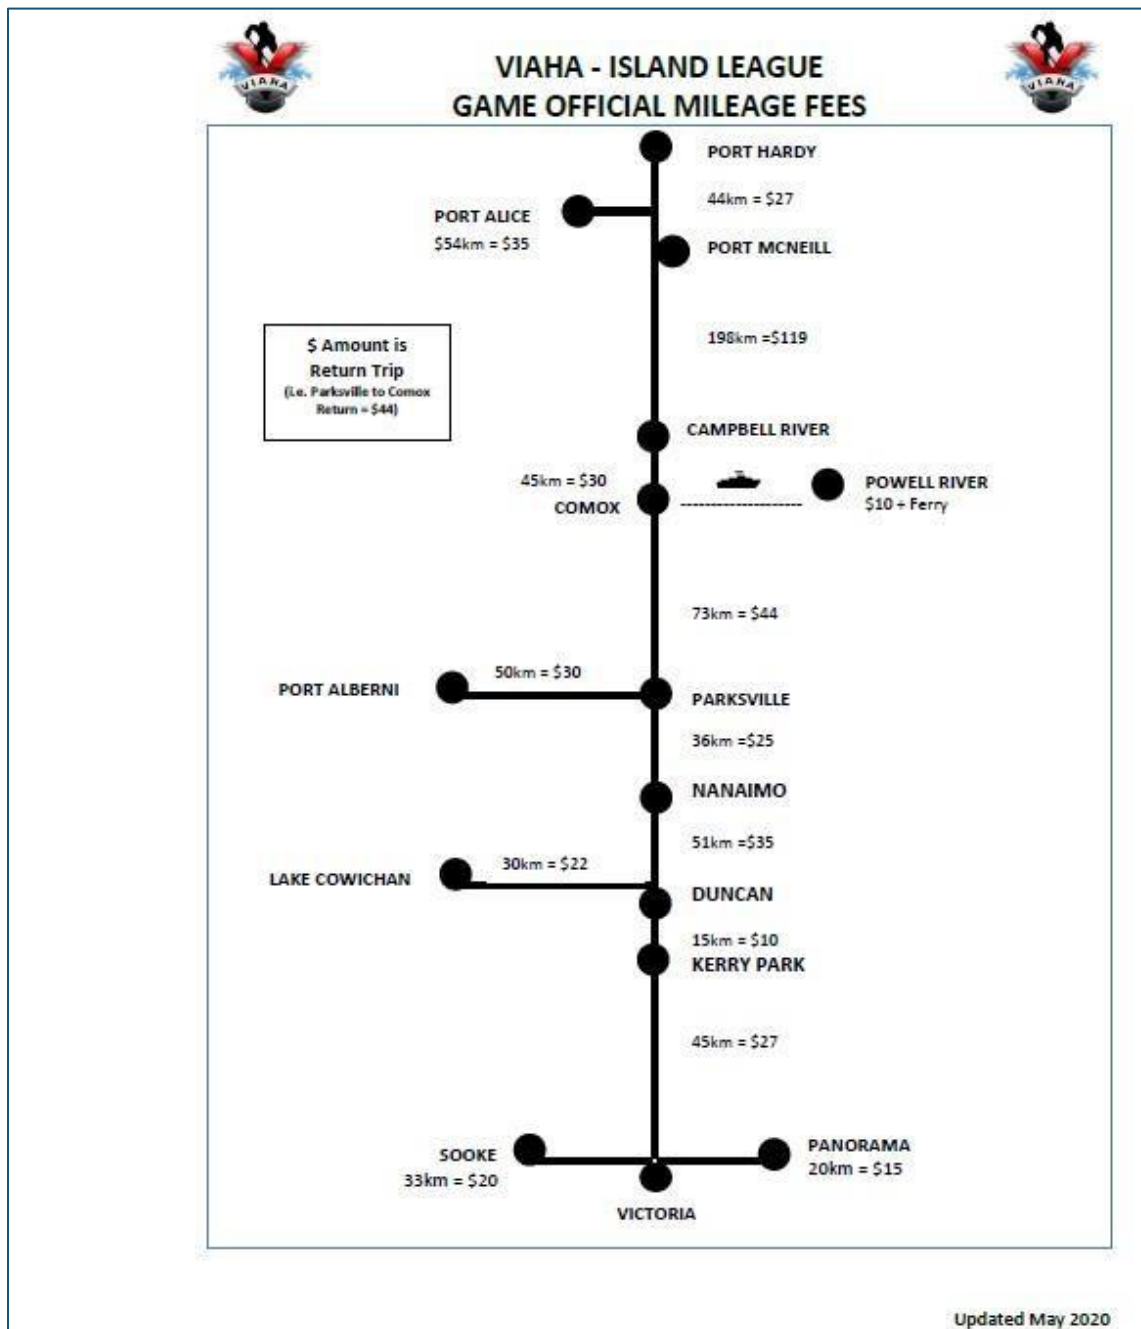 VIAHA
VIAHA
VIAHA - ISLAND LEAGUE
GAME OFFICIAL MILEAGE FEES
PORT HARDY
44km = $27
PORT ALICE
$54km = $35
PORT MCNEILL
198km =$119
$ Amount is
Return Trip
(i.e. Parksville to Comox
Return = $44)
CAMPBELL RIVER
45km = $30
COMOX
POWELL RIVER
$10 + Ferry
73km = $44
50km = $30
PORT ALBERNI
PARKSVILLE
36km =$25
NANAIMO
51km =$35
30km = $22
LAKE COWICHAN
DUNCAN
15km = $10
KERRY PARK
45km = $27
SOOKE
33km = $20
PANORAMA
20km = $15
VICTORIA
Updated May 2020